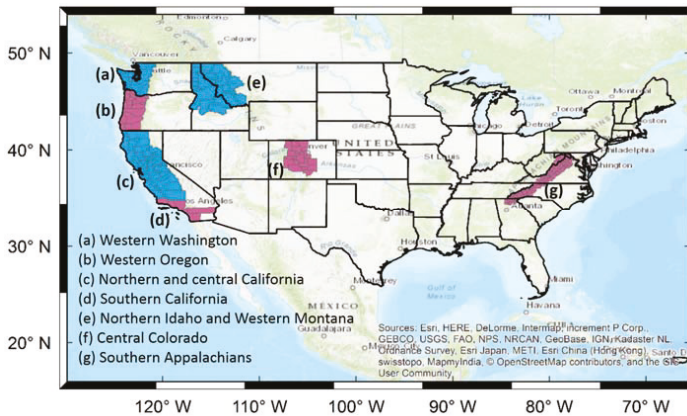 Edmonton
50° N
Vancouver
Calgary
(a)
(e)
(b)
Ottawa
Montreal
Toronto
Boston
Detroit
Chicago
GREAT PLAINS
40° N
UNITED
STATES
St Louis
Philadelphia
Washington
(f)
(c)
(g)
Los Angeles
(d)
Atlanta
Dallas
30° N
Houston
(a) Western Washington
(b) Western Oregon
(c) Northern and central California
(d) Southern California
(e) Northern Idaho and Western Montana
(f) Central Colorado
(g) Southern Appalachians
Monterrey
Gulf of
Mexico
Miami
Havana
MÉXICO
Guadalajara
Mexico City
20° N
Sources: Esri, HERE, DeLorme, Intermap, increment P Corp.,
GEBCO, USGS, FAO, NPS, NRCAN, GeoBase, IGN, Kadaster NL,
Ordnance Survey, Esri Japan, METI, Esri China (Hong Kong),
swisstopo, MapmyIndia, © OpenStreetMap contributors, and the GIS
User Community,
120° W
110° W
100° W
90° W
80° W
70° W